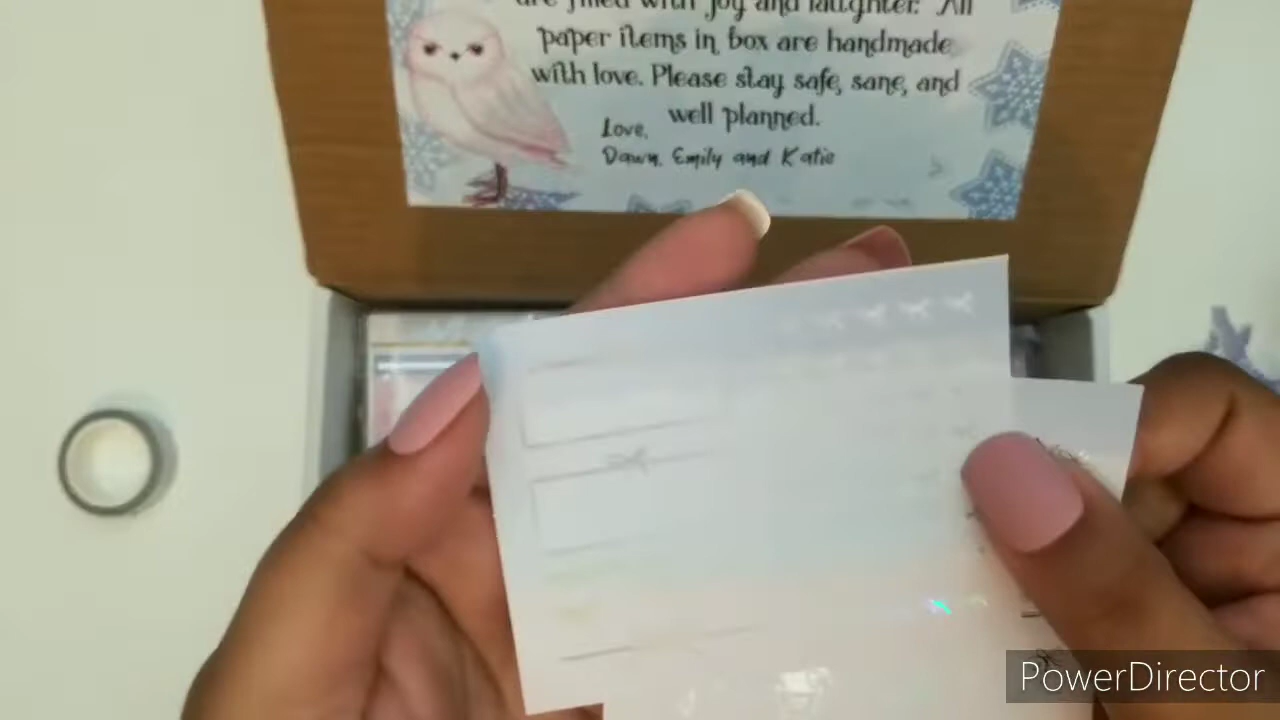 are filled with joy and laughter. All
paper items in box are handmade
with love. Please stay safe, sane, and
well planned.
Love,
Dawn, Emily and Katie
PowerDirector